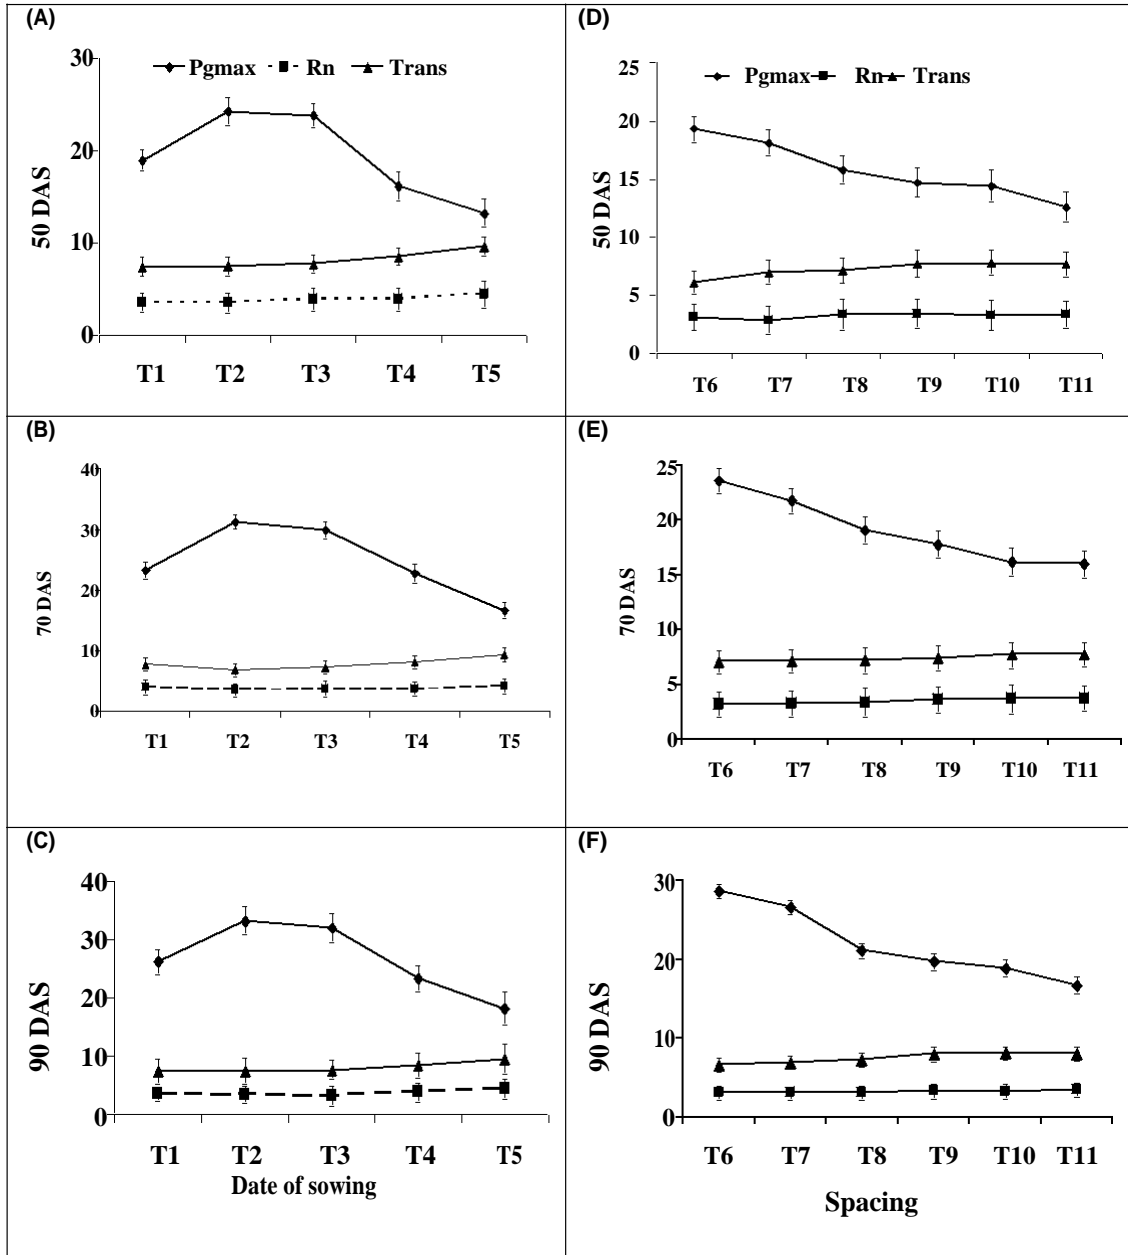 (A)
30
Pgmax Rn Trans
20
10
0
50 DAS
T1 T2 T3 T4 T5
(D)
25
Pgmax Rn Trans
20
15
10
5
0
50 DAS
T6 T7 T8 T9 T10 T11
(B)
40
30
20
10
0
70 DAS
T1 T2 T3 T4 T5
(E)
25
20
15
10
5
0
70 DAS
T6 T7 T8 T9 T10 T11
(C)
40
30
20
10
0
90 DAS
T1 T2 T3 T4 T5
Date of sowing
(F)
30
20
10
0
90 DAS
T6 T7 T8 T9 T10 T11
Spacing